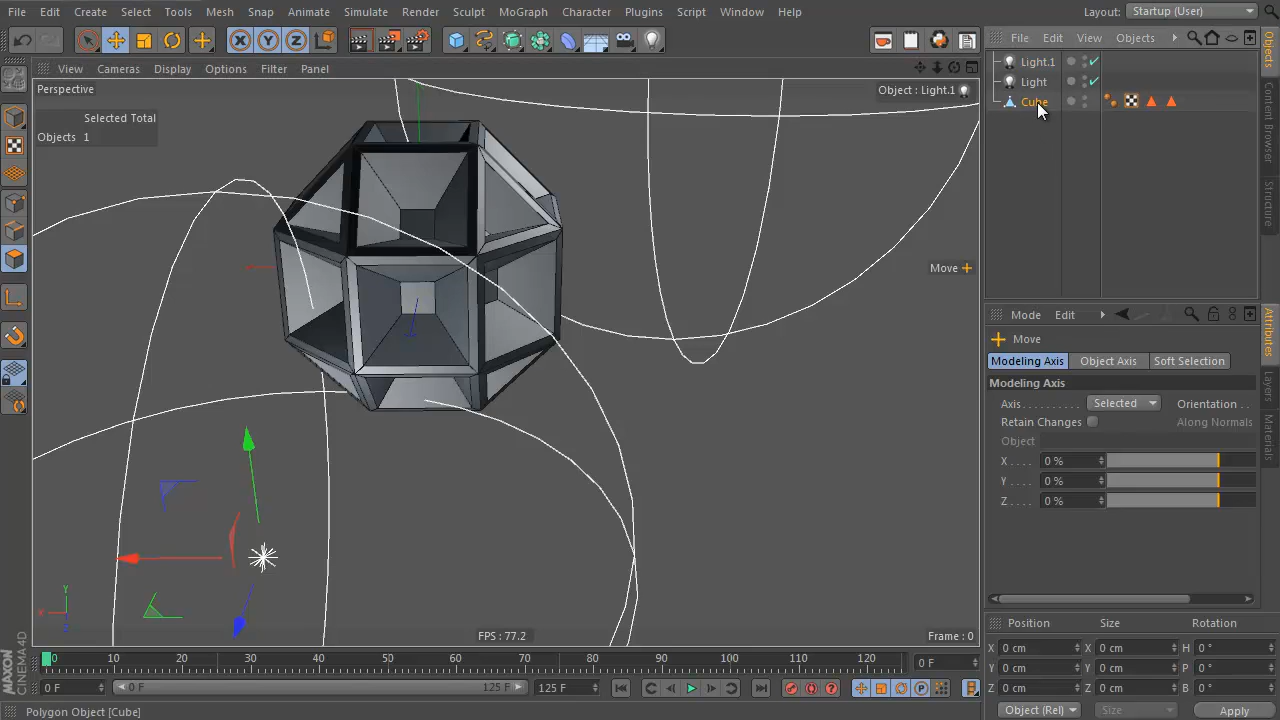 File Edit Create Select Tools Mesh Snap Animate Simulate Render Sculpt MoGraph Character Plugins Script Window Help
Layout: Startup (User)
File Edit View Objects
View Cameras Display Options Filter Panel
Perspective
Object : Light.1
Selected Total
Objects 1
Light.1
Light
Cube
Move
Mode Edit
Move
Modeling Axis Object Axis Soft Selection
Modeling Axis
Axis Selected Orientation
Retain Changes Along Normals
Object
X 0 %
Y 0 %
Z 0 %
Objects
Content Browser
Structure
Attributes
Layers
Materials
FPS : 77.2
Frame : 0
0 10 20 30 40 50 60 70 80 90 100 110 120
0 F
0 F 0 F 125 F 125 F
Position Size Rotation
X 0 cm X 0 cm H 0 °
Y 0 cm Y 0 cm P 0 °
Z 0 cm Z 0 cm B 0 °
Object (Rel) Size Apply
MAXON CINEMA4D
Polygon Object [Cube]